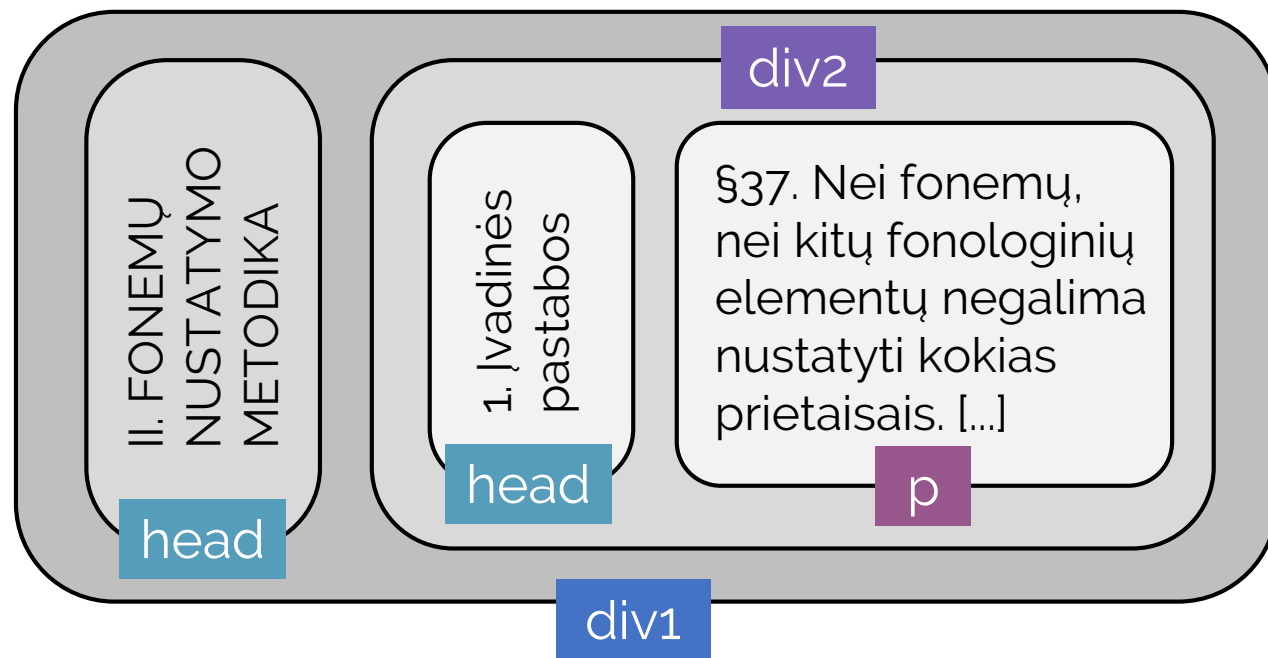 II. FONEMŲ
NUSTATYMO
METODIKA
head
div2
1. Įvadinės
pastabos
head
§37. Nei fonemų,
nei kitų fonologinių
elementų negalima
nustatyti kokias
prietaisais. [...]
p
div1